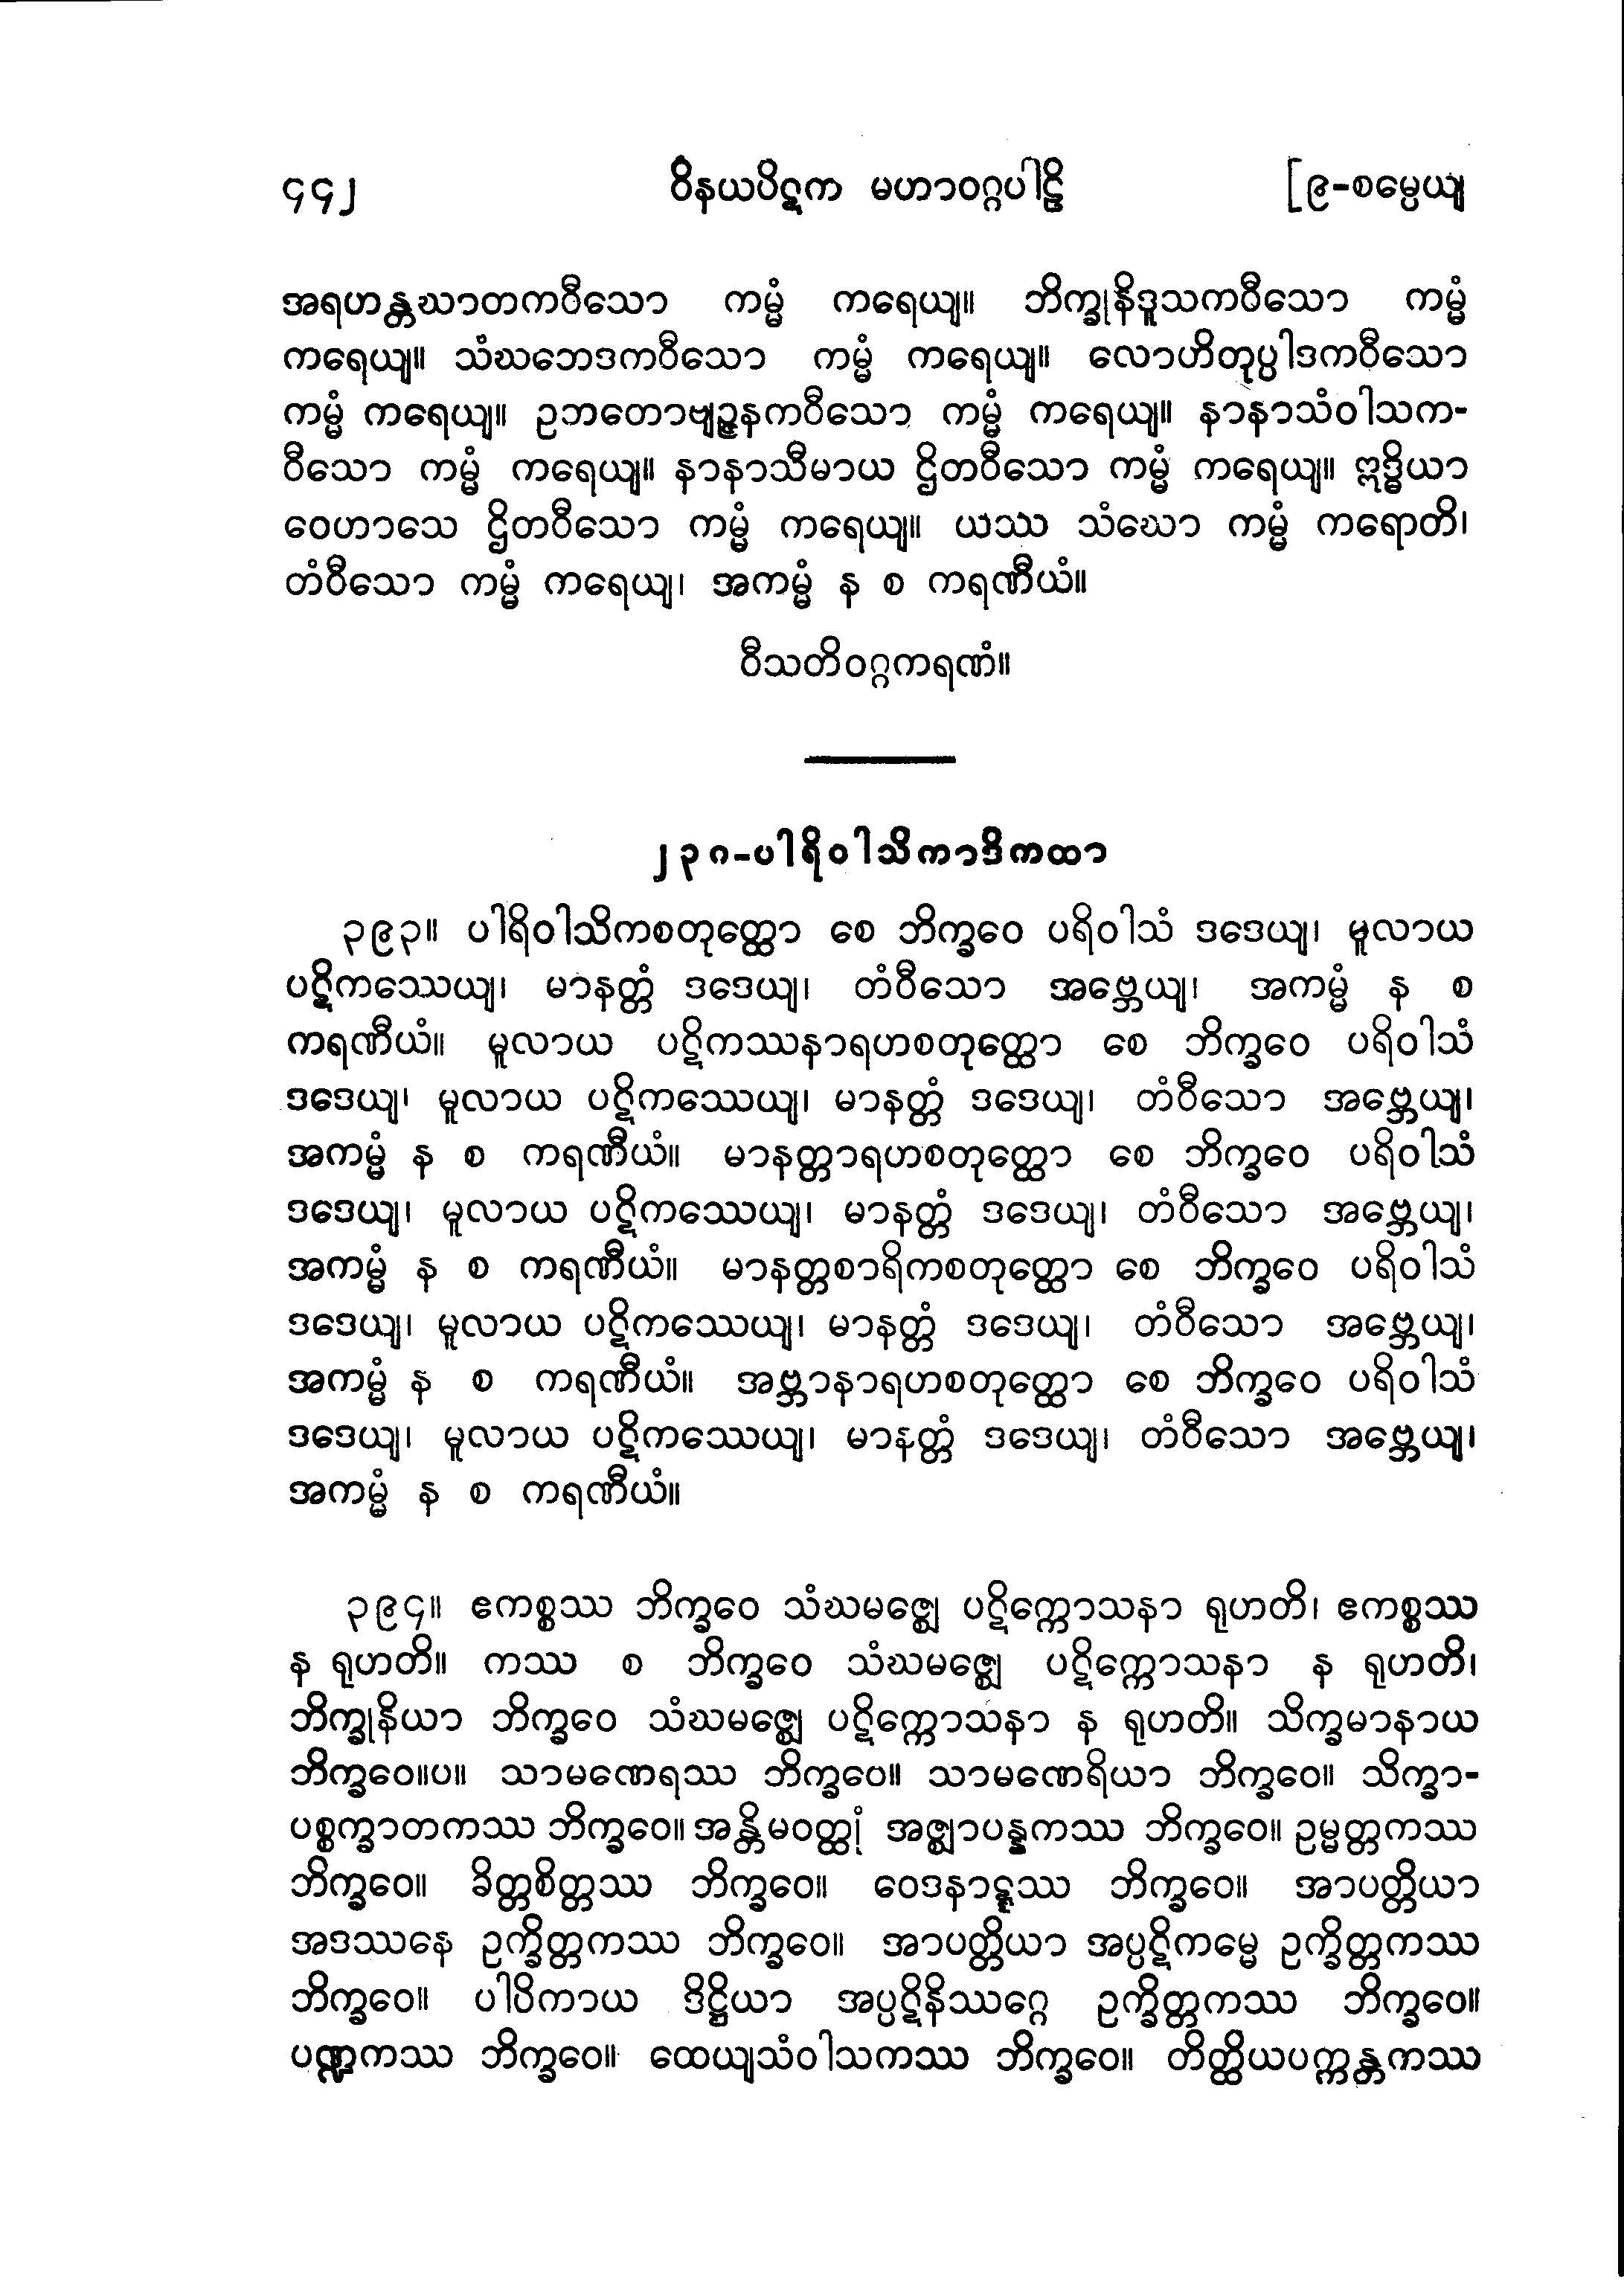 ၄၄၂ ဝိနယပိဋက မဟာဝဂ္ဂပါဠိ [၉-စမ္ပေယျ
အရဟန္တဃာတကဝီသော ကမ္မံ ကရေယျ။ ဘိက္ခုနိဒူသကဝီသော ကမ္မံ
ကရေယျ။ သံဃဘေဒကဝီသော ကမ္မံ ကရေယျ။ လောဟိတုပ္ပါဒကဝီသော
ကမ္မံ ကရေယျ။ ဥဘတောဗျဉ္ဇနကဝီသော ကမ္မံ ကရေယျ။ နာနာသံဝါသက-
ဝီသော ကမ္မံ ကရေယျ။ နာနာသီမာယ ဌိတဝီသော ကမ္မံ ကရေယျ။ ဣဒ္ဓိယာ
ဝေဟာသေ ဌိတဝီသော ကမ္မံ ကရေယျ။ ယဿ သံဃော ကမ္မံ ကရောတိ၊
တံဝီသော ကမ္မံ ကရေယျ၊ အကမ္မံ န စ ကရဏီယံ။
ဝီသတိဝဂ္ဂကရဏံ။
၂၃၈-ပါရိဝါသိကာဒိကထာ
၃၉၃။ ပါရိဝါသိကစတုတ္ထော စေ ဘိက္ခဝေ ပရိဝါသံ ဒဒေယျ၊ မူလာယ
ပဋိကဿေယျ၊ မာနတ္တံ ဒဒေယျ၊ တံဝီသော အဗ္ဘေယျ၊ အကမ္မံ န စ
ကရဏီယံ။ မူလာယ ပဋိကဿနာရဟစတုတ္ထော စေ ဘိက္ခဝေ ပရိဝါသံ
ဒဒေယျ၊ မူလာယ ပဋိကဿေယျ၊ မာနတ္တံ ဒဒေယျ၊ တံဝီသော အဗ္ဘေယျ၊
အကမ္မံ န စ ကရဏီယံ။ မာနတ္တာရဟစတုတ္ထော စေ ဘိက္ခဝေ ပရိဝါသံ
ဒဒေယျ၊ မူလာယ ပဋိကဿေယျ၊ မာနတ္တံ ဒဒေယျ၊ တံဝီသော အဗ္ဘေယျ၊
အကမ္မံ န စ ကရဏီယံ။ မာနတ္တစာရိကစတုတ္ထော စေ ဘိက္ခဝေ ပရိဝါသံ
ဒဒေယျ၊ မူလာယ ပဋိကဿေယျ၊ မာနတ္တံ ဒဒေယျ၊ တံဝီသော အဗ္ဘေယျ၊
အကမ္မံ န စ ကရဏီယံ။ အဗ္ဘာနာရဟစတုတ္ထော စေ ဘိက္ခဝေ ပရိဝါသံ
ဒဒေယျ၊ မူလာယ ပဋိကဿေယျ၊ မာနတ္တံ ဒဒေယျ၊ တံဝီသော အဗ္ဘေယျ၊
အကမ္မံ န စ ကရဏီယံ။
၃၉၄။ ဧကစ္စဿ ဘိက္ခဝေ သံဃမဇ္ဈေ ပဋိက္ကောသနာ ရုဟတိ၊ ဧကစ္စဿ
န ရုဟတိ။ ကဿ စ ဘိက္ခဝေ သံဃမဇ္ဈေ ပဋိက္ကောသနာ န ရုဟတိ၊
ဘိက္ခုနိယာ ဘိက္ခဝေ သံဃမဇ္ဈေ ပဋိက္ကောသနာ န ရုဟတိ။ သိက္ခမာနာယ
ဘိက္ခဝေ။ပ။ သာမဏေရဿ ဘိက္ခဝေ။ သာမဏေရိယာ ဘိက္ခဝေ။ သိက္ခာ-
ပစ္စက္ခာတကဿ ဘိက္ခဝေ။ အန္တိမဝတ္ထုံ အဇ္ဈာပန္နကဿ ဘိက္ခဝေ။ ဥမ္မတ္တကဿ
ဘိက္ခဝေ။ ခိတ္တစိတ္တဿ ဘိက္ခဝေ။ ဝေဒနာဋ္ဋဿ ဘိက္ခဝေ။ အာပတ္တိယာ
အဒဿနေ ဥက္ခိတ္တကဿ ဘိက္ခဝေ။ အာပတ္တိယာ အပ္ပဋိကမ္မေ ဥက္ခိတ္တကဿ
ဘိက္ခဝေ။ ပါပိကာယ ဒိဋ္ဌိယာ အပ္ပဋိနိဿဂ္ဂေ ဥက္ခိတ္တကဿ ဘိက္ခဝေ။
ပဏ္ဍကဿ ဘိက္ခဝေ။ ထေယျသံဝါသကဿ ဘိက္ခဝေ။ တိတ္ထိယပက္ကန္တကဿ